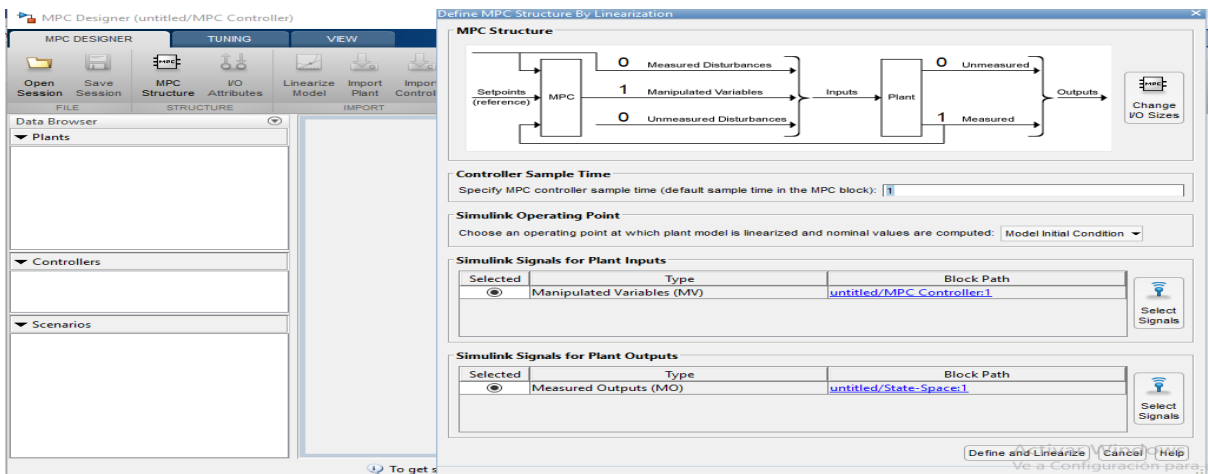 MPC Designer (untitled/MPC Controller)
MPC DESIGNER TUNING VIEW
Open Session
Save Session
MPC Structure
I/O Attributes
Linearize Model
Import Plant
Impor Control
FILE STRUCTURE IMPORT
Data Browser
Plants
Controllers
Scenarios
To get s
Define MPC Structure By Linearization
MPC Structure
Setpoints (reference)
MPC
0 Measured Disturbances
1 Manipulated Variables
0 Unmeasured Disturbances
Inputs
Plant
0 Unmeasured
1 Measured
Outputs
MPC
Change I/O Sizes
Controller Sample Time
Specify MPC controller sample time (default sample time in the MPC block): 1
Simulink Operating Point
Choose an operating point at which plant model is linearized and nominal values are computed: Model Initial Condition
Simulink Signals for Plant Inputs
Selected Type Block Path
Manipulated Variables (MV) untitled/MPC Controller:1
Select Signals
Simulink Signals for Plant Outputs
Selected Type Block Path
Measured Outputs (MO) untitled/State-Space:1
Select Signals
Define and Linearize Cancel Help
Activar Windows
Ve a Configuración para